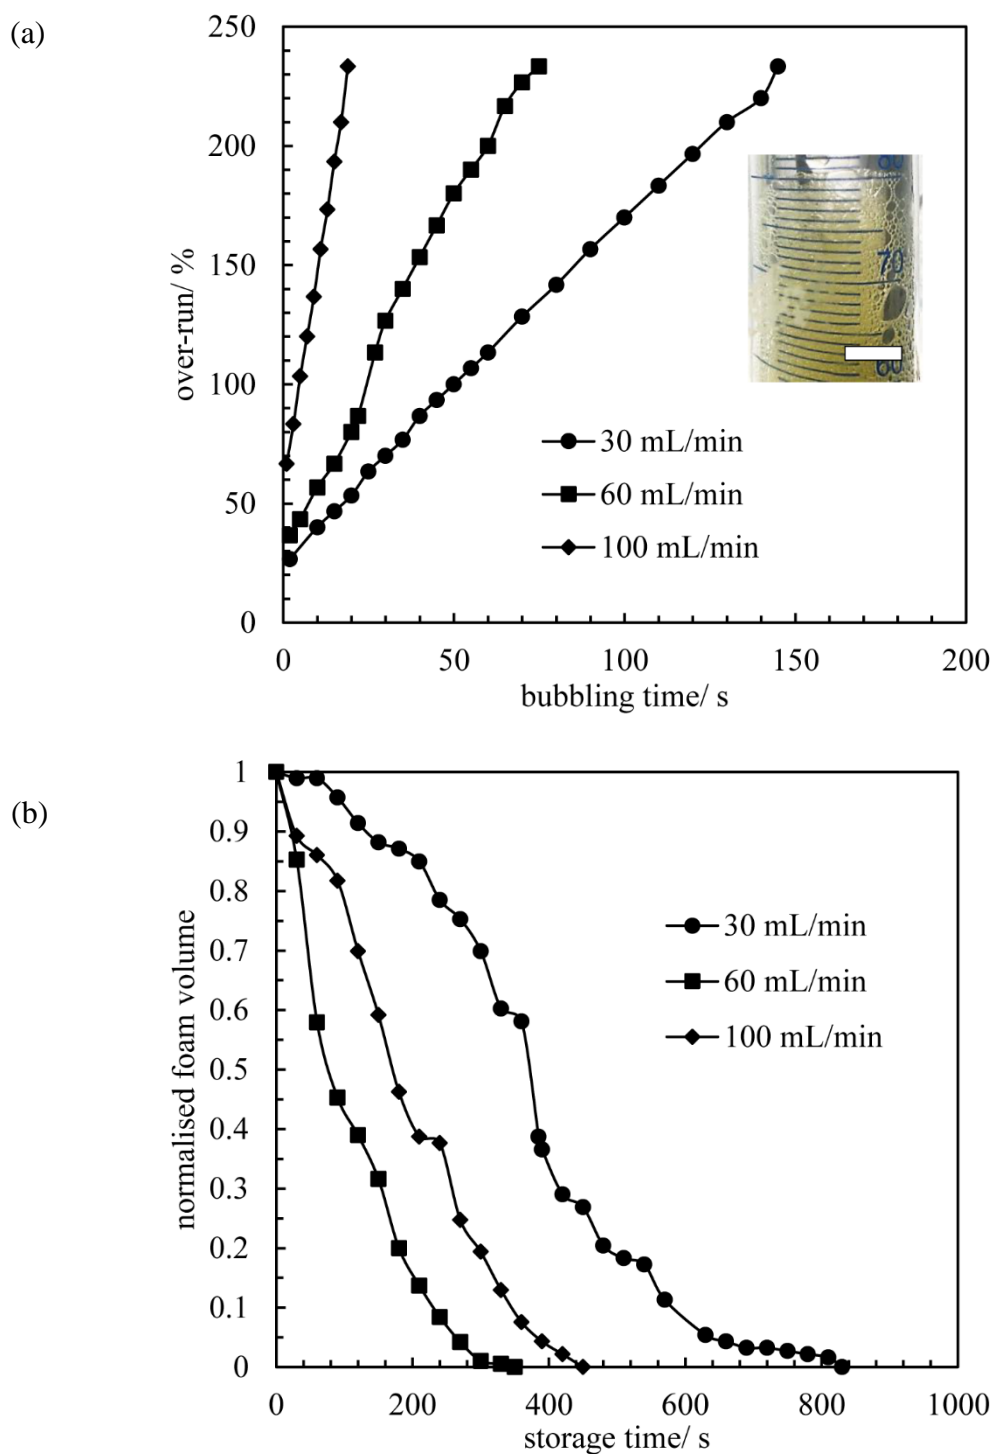 (a)
250
200
150
100
50
0
over-run/ %
80
70
60
30 mL/min
60 mL/min
100 mL/min
0 50 100 150 200
bubbling time/ s
(b)
1
0.9
0.8
0.7
0.6
0.5
0.4
0.3
0.2
0.1
0
normalised foam volume
30 mL/min
60 mL/min
100 mL/min
0 200 400 600 800 1000
storage time/ s